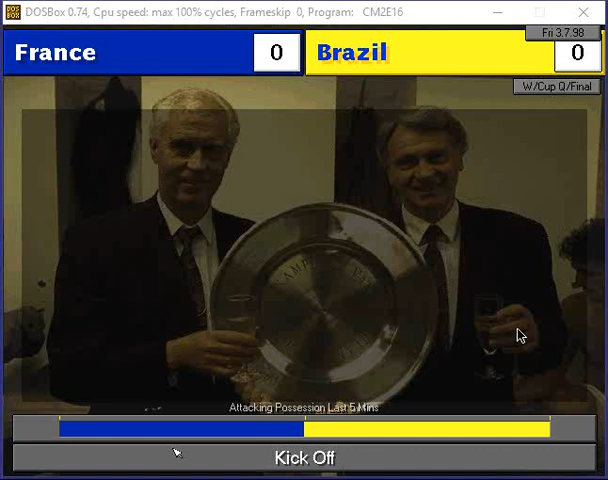 DOSBox 0.74, Cpu speed: max 100% cycles, Frameskip 0, Program: CM2E16
Fri 3.7.98
France 0 Brazil 0
W/Cup Q/Final
Attacking Possession Last 5 Mins
Kick Off